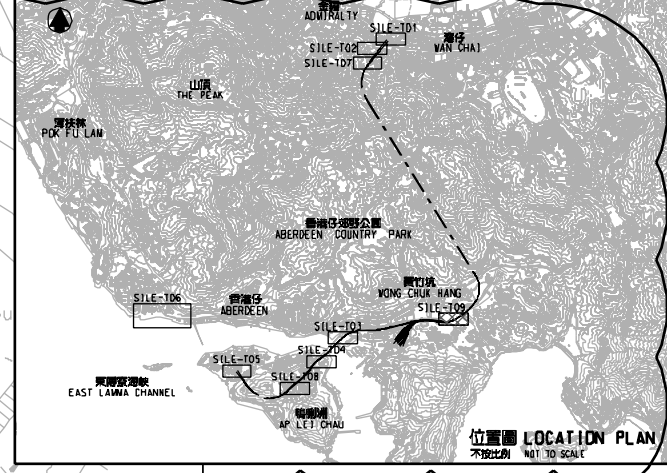 金鐘
ADMIRALTY
SILE-T01
灣仔
WAN CHAI
SILE-T02
SILE-T07
山頂
THE PEAK
薄扶林
POK FU LAM
香港仔郊野公園
ABERDEEN COUNTRY PARK
黃竹坑
WONG CHUK HANG
SILE-T06
香港仔
ABERDEEN
SILE-T09
SILE-T03
SILE-T04
SILE-T05
SILE-T08
東博寮海峽
EAST LAMMA CHANNEL
鴨脷洲
AP LEI CHAU
位置圖 LOCATION PLAN
不按比例 NOT TO SCALE